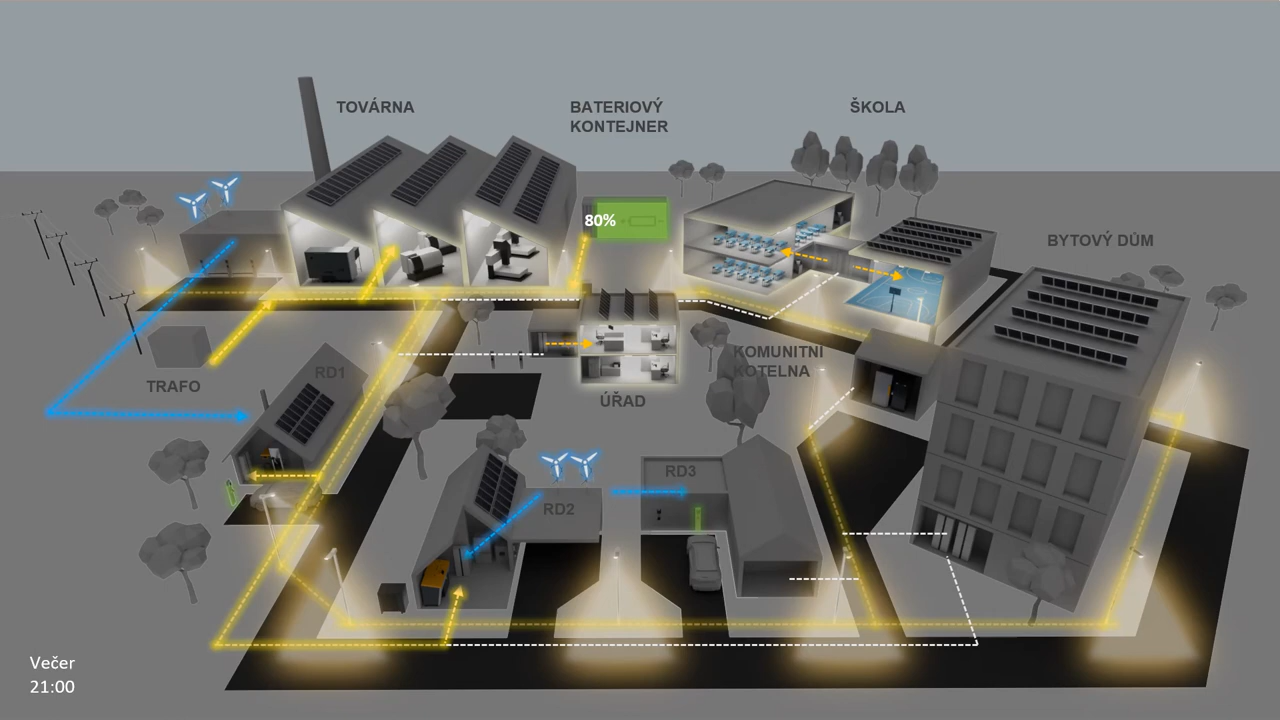 TOVÁRNA
BATERIOVÝ
KONTEJNER
ŠKOLA
80%
BYTOVÝ DŮM
TRAFO
RD1
KOMUNITNÍ
KOTELNA
ÚŘAD
RD2
RD3
Večer
21:00